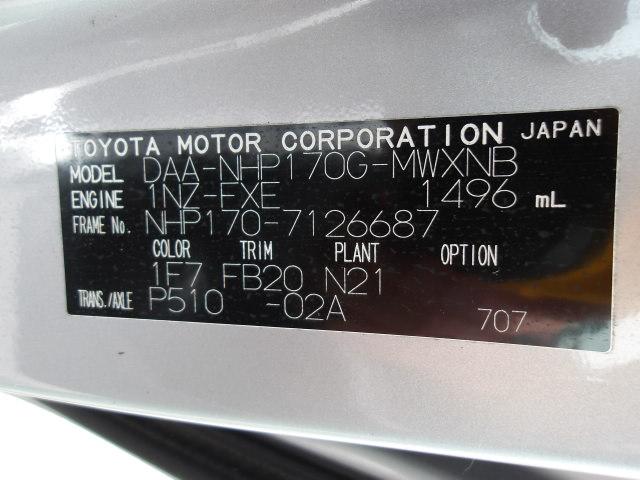 TOYOTA MOTOR CORPORATION JAPAN
MODEL DAA-NHP170G-MWXNB
ENGINE 1NZ-FXE 1496 mL
FRAME No. NHP170-7126687
COLOR TRIM PLANT OPTION
1F7 FB20 N21
TRANS./AXLE P510 -02A
707